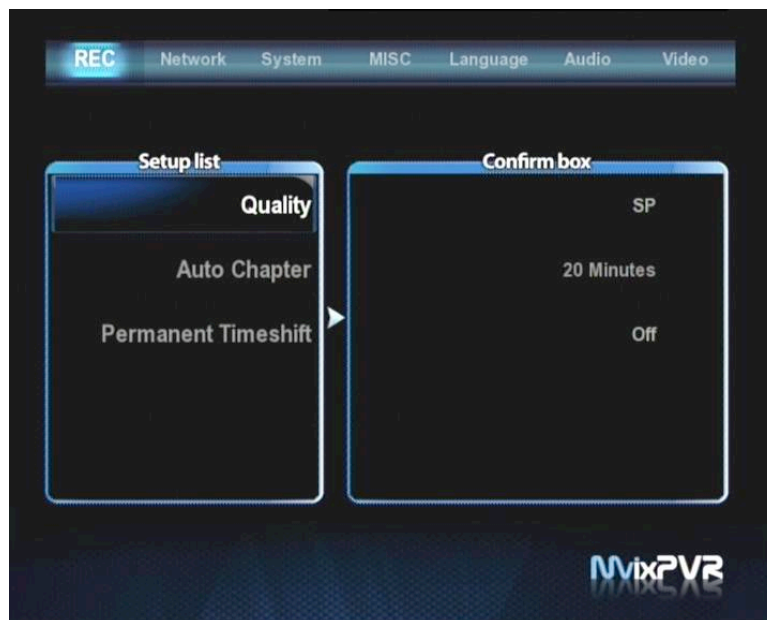 REC Network System MISC Language Audio Video
Setup list Confirm box
Quality SP
Auto Chapter 20 Minutes
Permanent Timeshift Off
MvixPVR